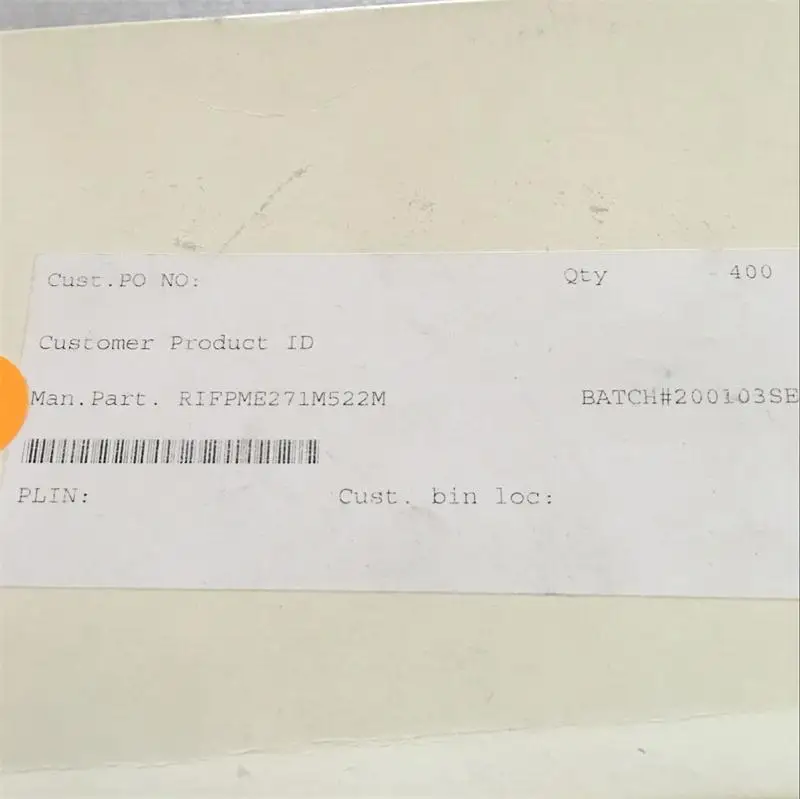 Cust.PO NO: Qty 400
Customer Product ID
Man.Part. RIFPME271M522M BATCH#200103SE
PLIN: Cust. bin loc: